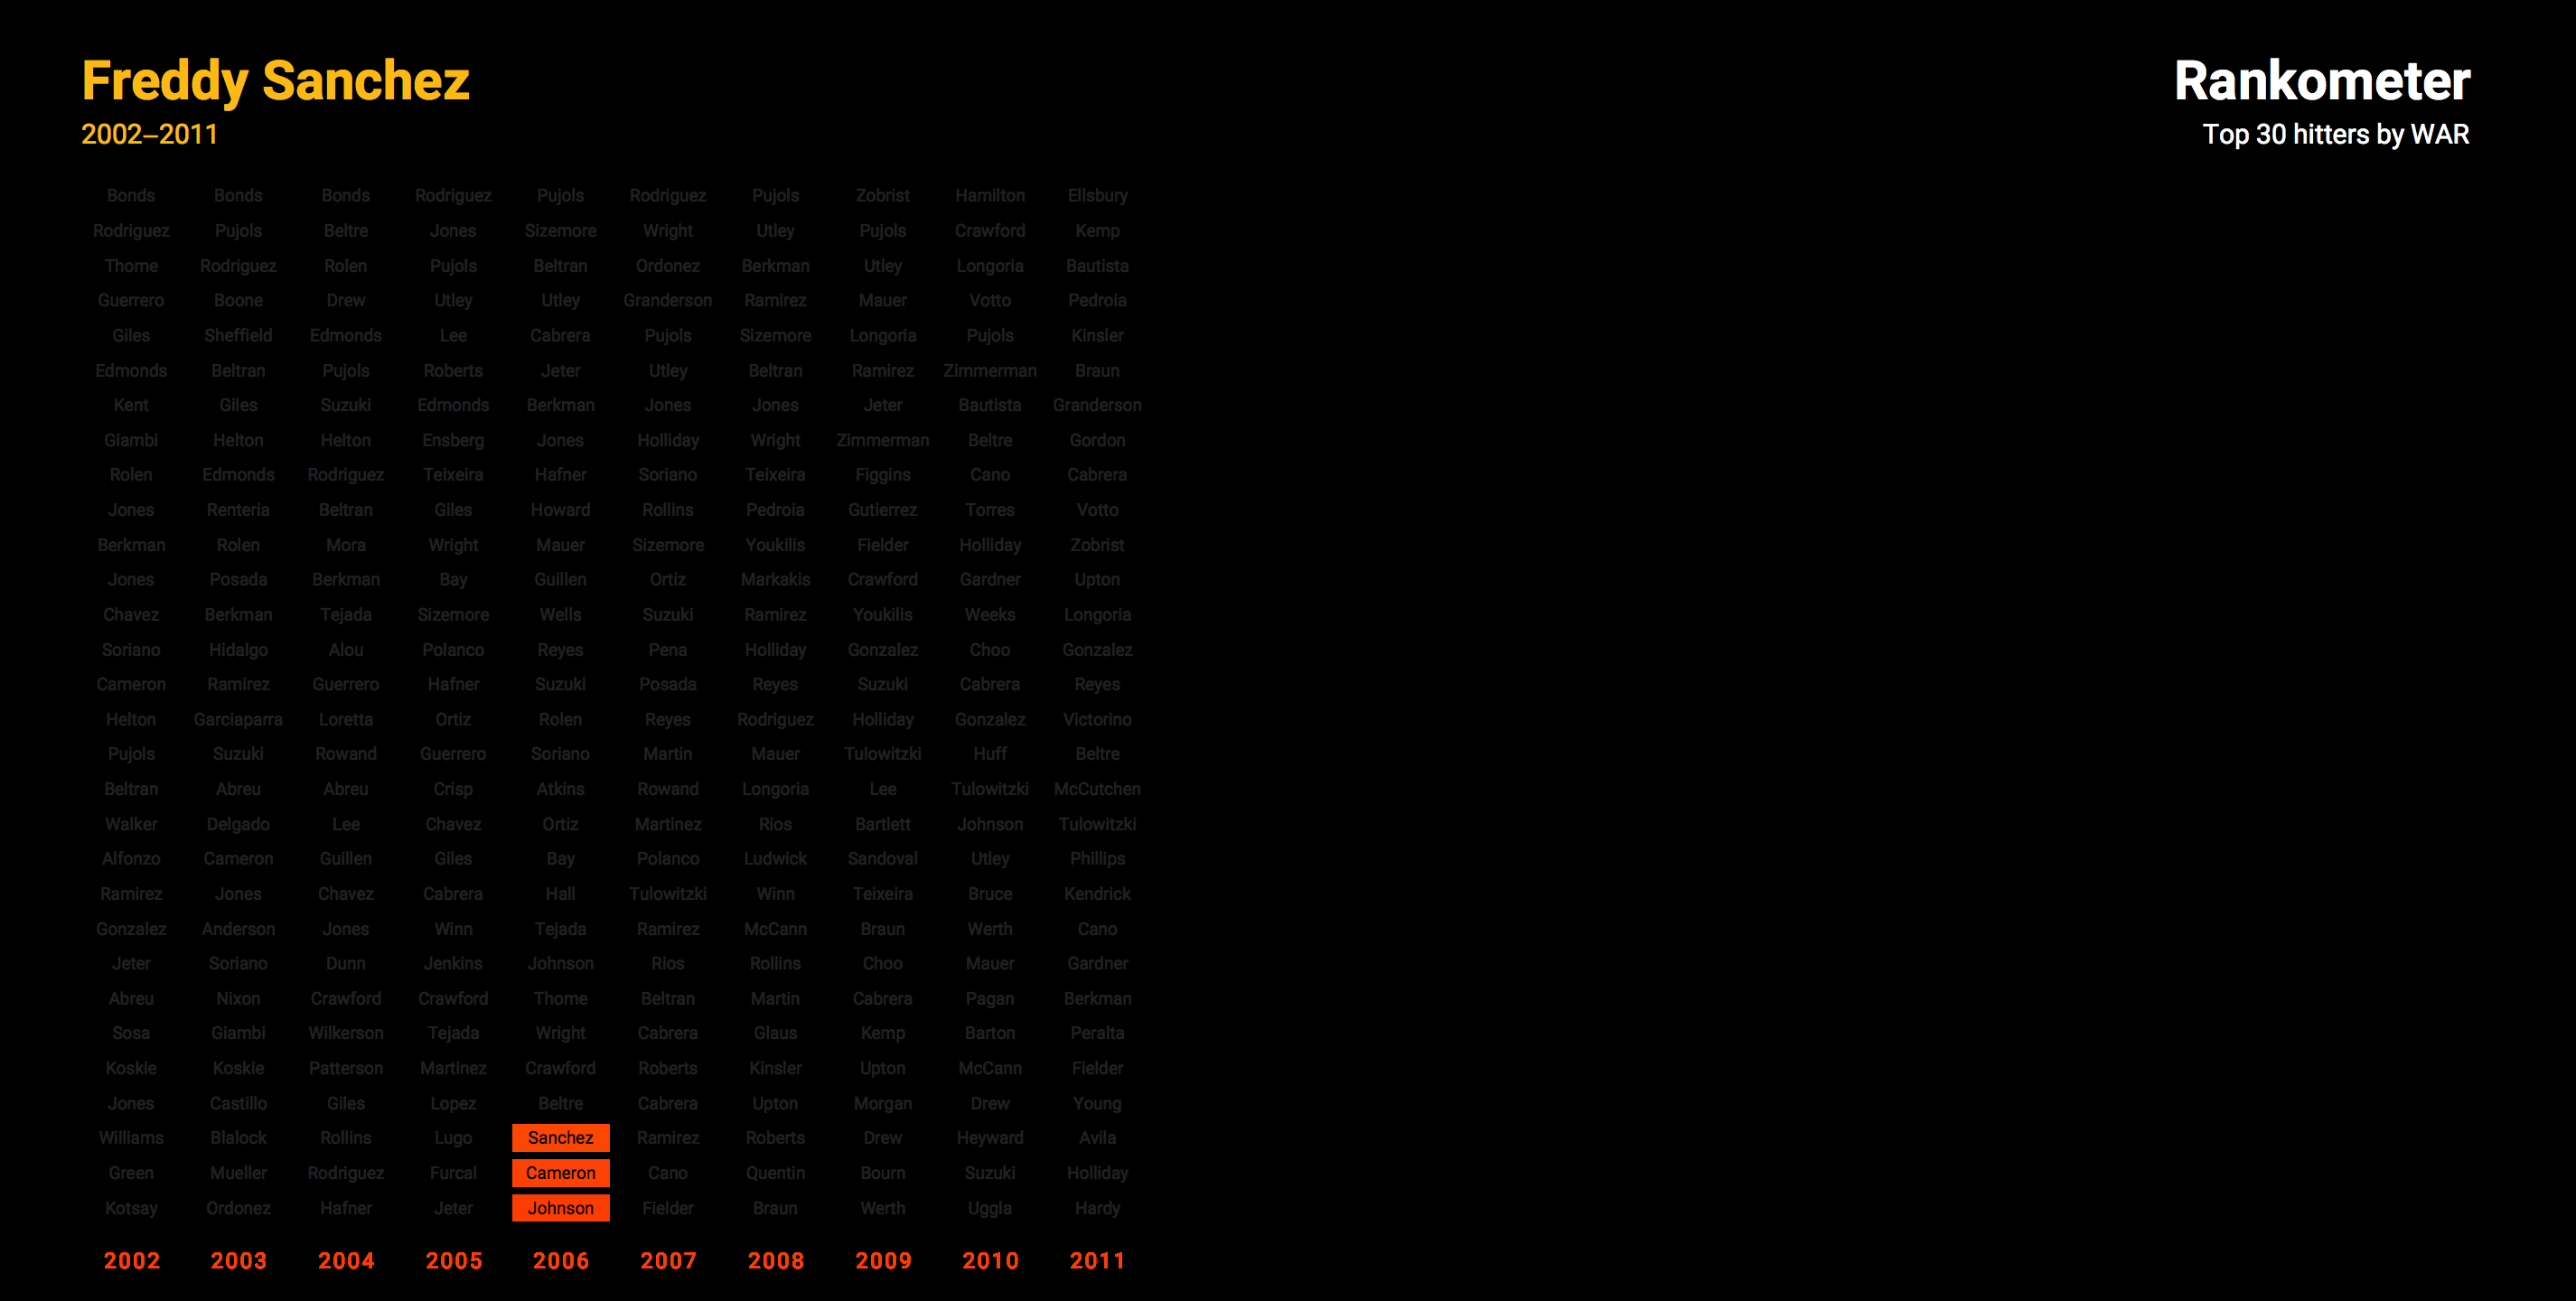 Freddy Sanchez
2002–2011
Rankometer
Top 30 hitters by WAR
Bonds Bonds Bonds Rodriguez Pujols Rodriguez Pujols Zobrist Hamilton Ellsbury
Rodriguez Pujols Beltre Jones Sizemore Wright Utley Pujols Crawford Kemp
Thome Rodriguez Rolen Pujols Beltran Ordonez Berkman Utley Longoria Bautista
Guerrero Boone Drew Utley Utley Granderson Ramirez Mauer Votto Pedroia
Giles Sheffield Edmonds Lee Cabrera Pujols Sizemore Longoria Pujols Kinsler
Edmonds Beltran Pujols Roberts Jeter Utley Beltran Ramirez Zimmerman Braun
Kent Giles Suzuki Edmonds Berkman Jones Jones Jeter Bautista Granderson
Giambi Helton Helton Ensberg Jones Holliday Wright Zimmerman Beltre Gordon
Rolen Edmonds Rodriguez Teixeira Hafner Soriano Teixeira Figgins Cano Cabrera
Jones Renteria Beltran Giles Howard Rollins Pedroia Gutierrez Torres Votto
Berkman Rolen Mora Wright Mauer Sizemore Youkilis Fielder Holliday Zobrist
Jones Posada Berkman Bay Guillen Ortiz Markakis Crawford Gardner Upton
Chavez Berkman Tejada Sizemore Wells Suzuki Ramirez Youkilis Weeks Longoria
Soriano Hidalgo Alou Polanco Reyes Pena Holliday Gonzalez Choo Gonzalez
Cameron Ramirez Guerrero Hafner Suzuki Posada Reyes Suzuki Cabrera Reyes
Helton Garciaparra Loretta Ortiz Rolen Reyes Rodriguez Holliday Gonzalez Victorino
Pujols Suzuki Rowand Guerrero Soriano Martin Mauer Tulowitzki Huff Beltre
Beltran Abreu Abreu Crisp Atkins Rowand Longoria Lee Tulowitzki McCutchen
Walker Delgado Lee Chavez Ortiz Martinez Rios Bartlett Johnson Tulowitzki
Alfonzo Cameron Guillen Giles Bay Polanco Ludwick Sandoval Utley Phillips
Ramirez Jones Chavez Cabrera Hall Tulowitzki Winn Teixeira Bruce Kendrick
Gonzalez Anderson Jones Winn Tejada Ramirez McCann Braun Werth Cano
Jeter Soriano Dunn Jenkins Johnson Rios Rollins Choo Mauer Gardner
Abreu Nixon Crawford Crawford Thome Beltran Martin Cabrera Pagan Berkman
Sosa Giambi Wilkerson Tejada Wright Cabrera Glaus Kemp Barton Peralta
Koskie Koskie Patterson Martinez Crawford Roberts Kinsler Upton McCann Fielder
Jones Castillo Giles Lopez Beltre Cabrera Upton Morgan Drew Young
Williams Blalock Rollins Lugo Sanchez Ramirez Roberts Drew Heyward Avila
Green Mueller Rodriguez Furcal Cameron Cano Quentin Bourn Suzuki Holliday
Kotsay Ordonez Hafner Jeter Johnson Fielder Braun Werth Uggla Hardy
2002 2003 2004 2005 2006 2007 2008 2009 2010 2011